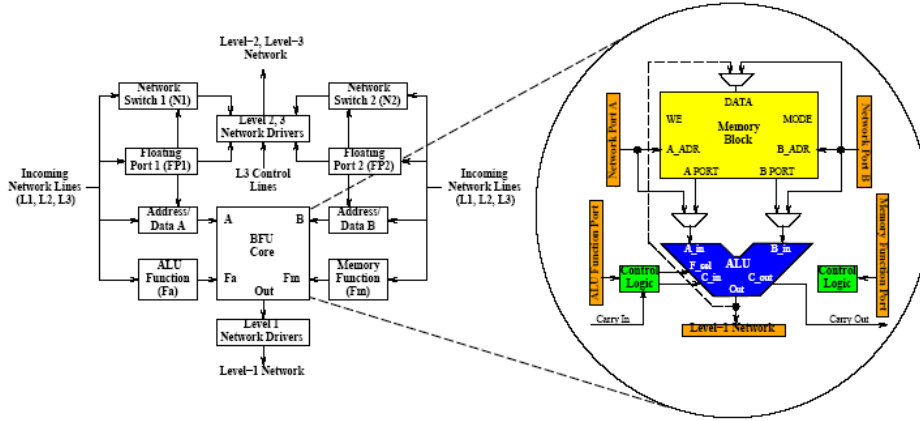 Level-2, Level-3
Network
Network
Switch 1 (N1)
Network
Switch 2 (N2)
Level 2, 3
Network Drivers
Floating
Port 1 (FP1)
Floating
Port 2 (FP2)
L3 Control
Lines
Incoming
Network Lines
(L1, L2, L3)
Incoming
Network Lines
(L1, L2, L3)
Address/
Data A
Address/
Data B
A
B
BFU
Core
ALU
Function
(Fa)
Fa
Fm
Out
Memory
Function
(Fm)
Level 1
Network Drivers
Level-1 Network
Network Port A
Network Port B
DATA
WE
MODE
Memory
Block
A_ADR
B_ADR
A PORT
B PORT
ALU Function Port
Memory Function Port
A_in
B_in
F_sel
ALU
C_in
C_out
Out
Control
Logic
Control
Logic
Carry In
Carry Out
Level-1 Network